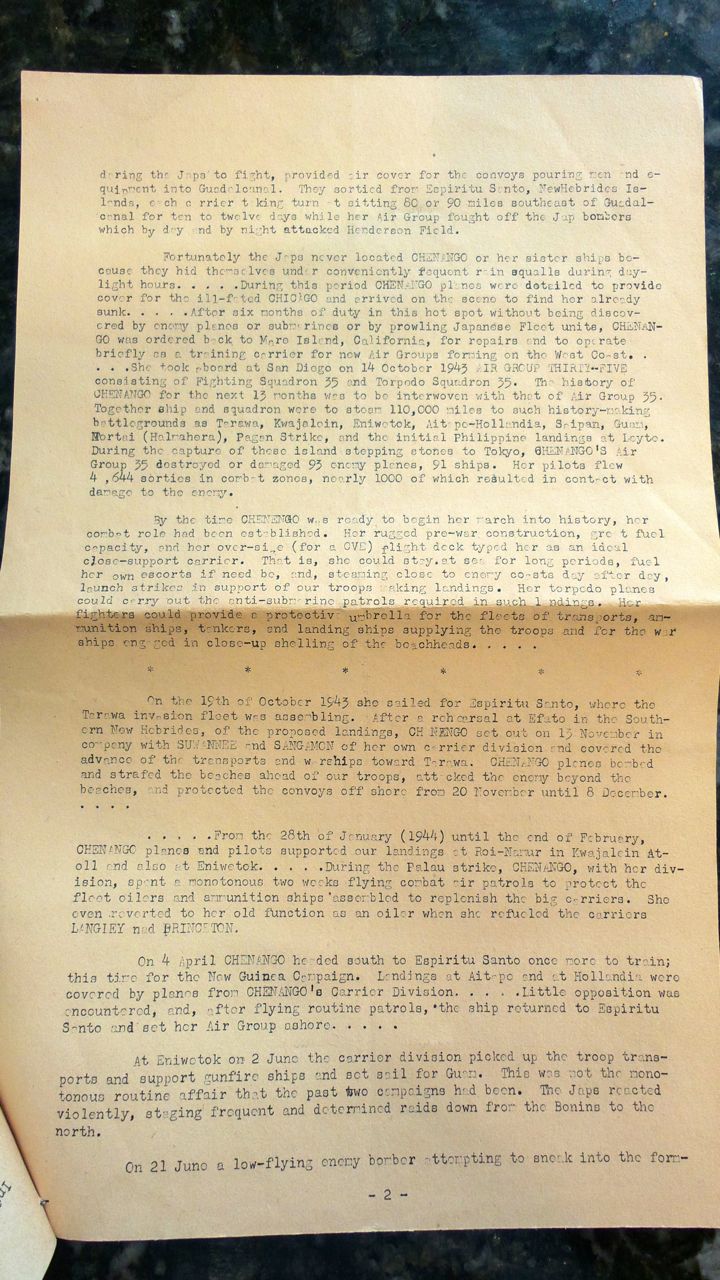 daring the Japs to fight, provided air cover for the convoys pouring men and e-
quipment into Guadalcanal. They sortied from Espiritu Santo, NewHebrides Is-
lands, each carrier taking turn at sitting 80 or 90 miles southeast of Guadal-
canal for ten to twelve days while her Air Group fought off the Jap bombers
which by day and by night attacked Henderson Field.
Fortunately the Japs never located CHENANGO or her sister ships be-
cause they hid themselves under conveniently fequent rain squalls during day-
light hours. . . . .During this period CHENANGO planes were detailed to provide
cover for the ill-fated CHICAGO and arrived on the scene to find her already
sunk. . . . .After six months of duty in this hot spot without being discov-
ered by enemy planes or submarines or by prowling Japanese Fleet units, CHENAN-
GO was ordered back to Mare Island, California, for repairs and to operate
briefly as a training carrier for new Air Groups forming on the West Coast. .
. . .She took aboard at San Diego on 14 October 1943 AIR GROUP THIRTY-FIVE
consisting of Fighting Squadron 35 and Torpedo Squadron 35. The history of
CHENANGO for the next 13 months was to be interwoven with that of Air Group 35.
Together ship and squadron were to steam 110,000 miles to such history-making
battlegrounds as Tarawa, Kwajalein, Eniwetok, Aitape-Hollandia, Saipan, Guam,
Mortai (Halmahera), Pagan Strike, and the initial Philippine landings at Leyte.
During the capture of these island stepping stones to Tokyo, CHENANGO'S Air
Group 35 destroyed or damaged 93 enemy planes, 91 ships. Her pilots flew
4 ,644 sorties in combat zones, nearly 1000 of which resulted in contact with
damage to the enemy.
By the time CHENENGO was ready to begin her march into history, her
combat role had been established. Her rugged pre-war construction, great fuel
capacity, and her over-size (for a CVE) flight deck typed her as an ideal
close-support carrier. That is, she could stay at sea for long periods, fuel
her own escorts if need be, and, steaming close to enemy coasts day after day,
launch strikes in support of our troops making landings. Her torpedo planes
could carry out the anti-submarine patrols required in such landings. Her
fighters could provide a protective umbrella for the fleets of transports, am-
munition ships, tankers, and landing ships supplying the troops and for the war
ships engaged in close-up shelling of the beachheads. . . . .
* * * * * *
On the 19th of October 1943 she sailed for Espiritu Santo, where the
Tarawa invasion fleet was assembling. After a rehearsal at Efato in the South-
ern New Hebrides, of the proposed landings, CHENENGO set out on 13 November in
company with SUWANNEE and SANGAMON of her own carrier division and covered the
advance of the transports and warships toward Tarawa. CHENANGO planes bombed
and strafed the beaches ahead of our troops, attacked the enemy beyond the
beaches, and protected the convoys off shore from 20 November until 8 December.
. . . .
. . . . .From the 28th of January (1944) until the end of February,
CHENANGO planes and pilots supported our landings at Roi-Namur in Kwajalein At-
oll and also at Eniwetok. . . . .During the Palau strike, CHENANGO, with her div-
ision, spent a monotonous two weeks flying combat air patrols to protect the
fleet oilers and ammunition ships assembled to replenish the big carriers. She
even reverted to her old function as an oiler when she refueled the carriers
LANGLEY nad PRINCETON.
On 4 April CHENANGO headed south to Espiritu Santo once more to train;
this time for the New Guinea Campaign. Landings at Aitape and at Hollandia were
covered by planes from CHENANGO's Carrier Division. . . . .Little opposition was
encountered, and, after flying routine patrols, the ship returned to Espiritu
Santo and set her Air Group ashore. . . . .
At Eniwetok on 2 June the carrier division picked up the troop trans-
ports and support gunfire ships and set sail for Guam. This was not the mono-
tonous routine affair that the past two campaigns had been. The Japs reacted
violently, staging frequent and determined raids down from the Bonins to the
north.
On 21 June a low-flying enemy bomber attempting to sneak into the form-
- 2 -